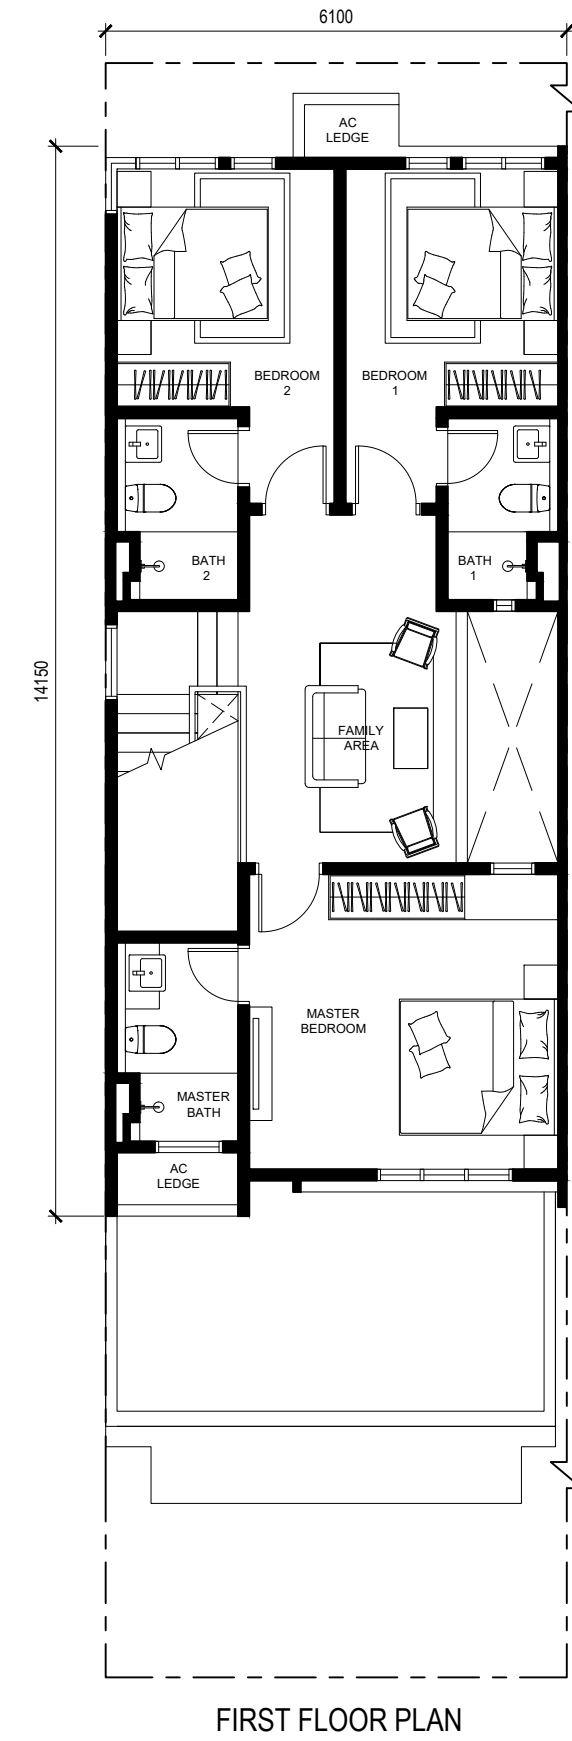 6100
AC
LEDGE
BEDROOM
2
BEDROOM
1
BATH
2
BATH
1
14150
FAMILY
AREA
MASTER
BEDROOM
MASTER
BATH
AC
LEDGE
FIRST FLOOR PLAN